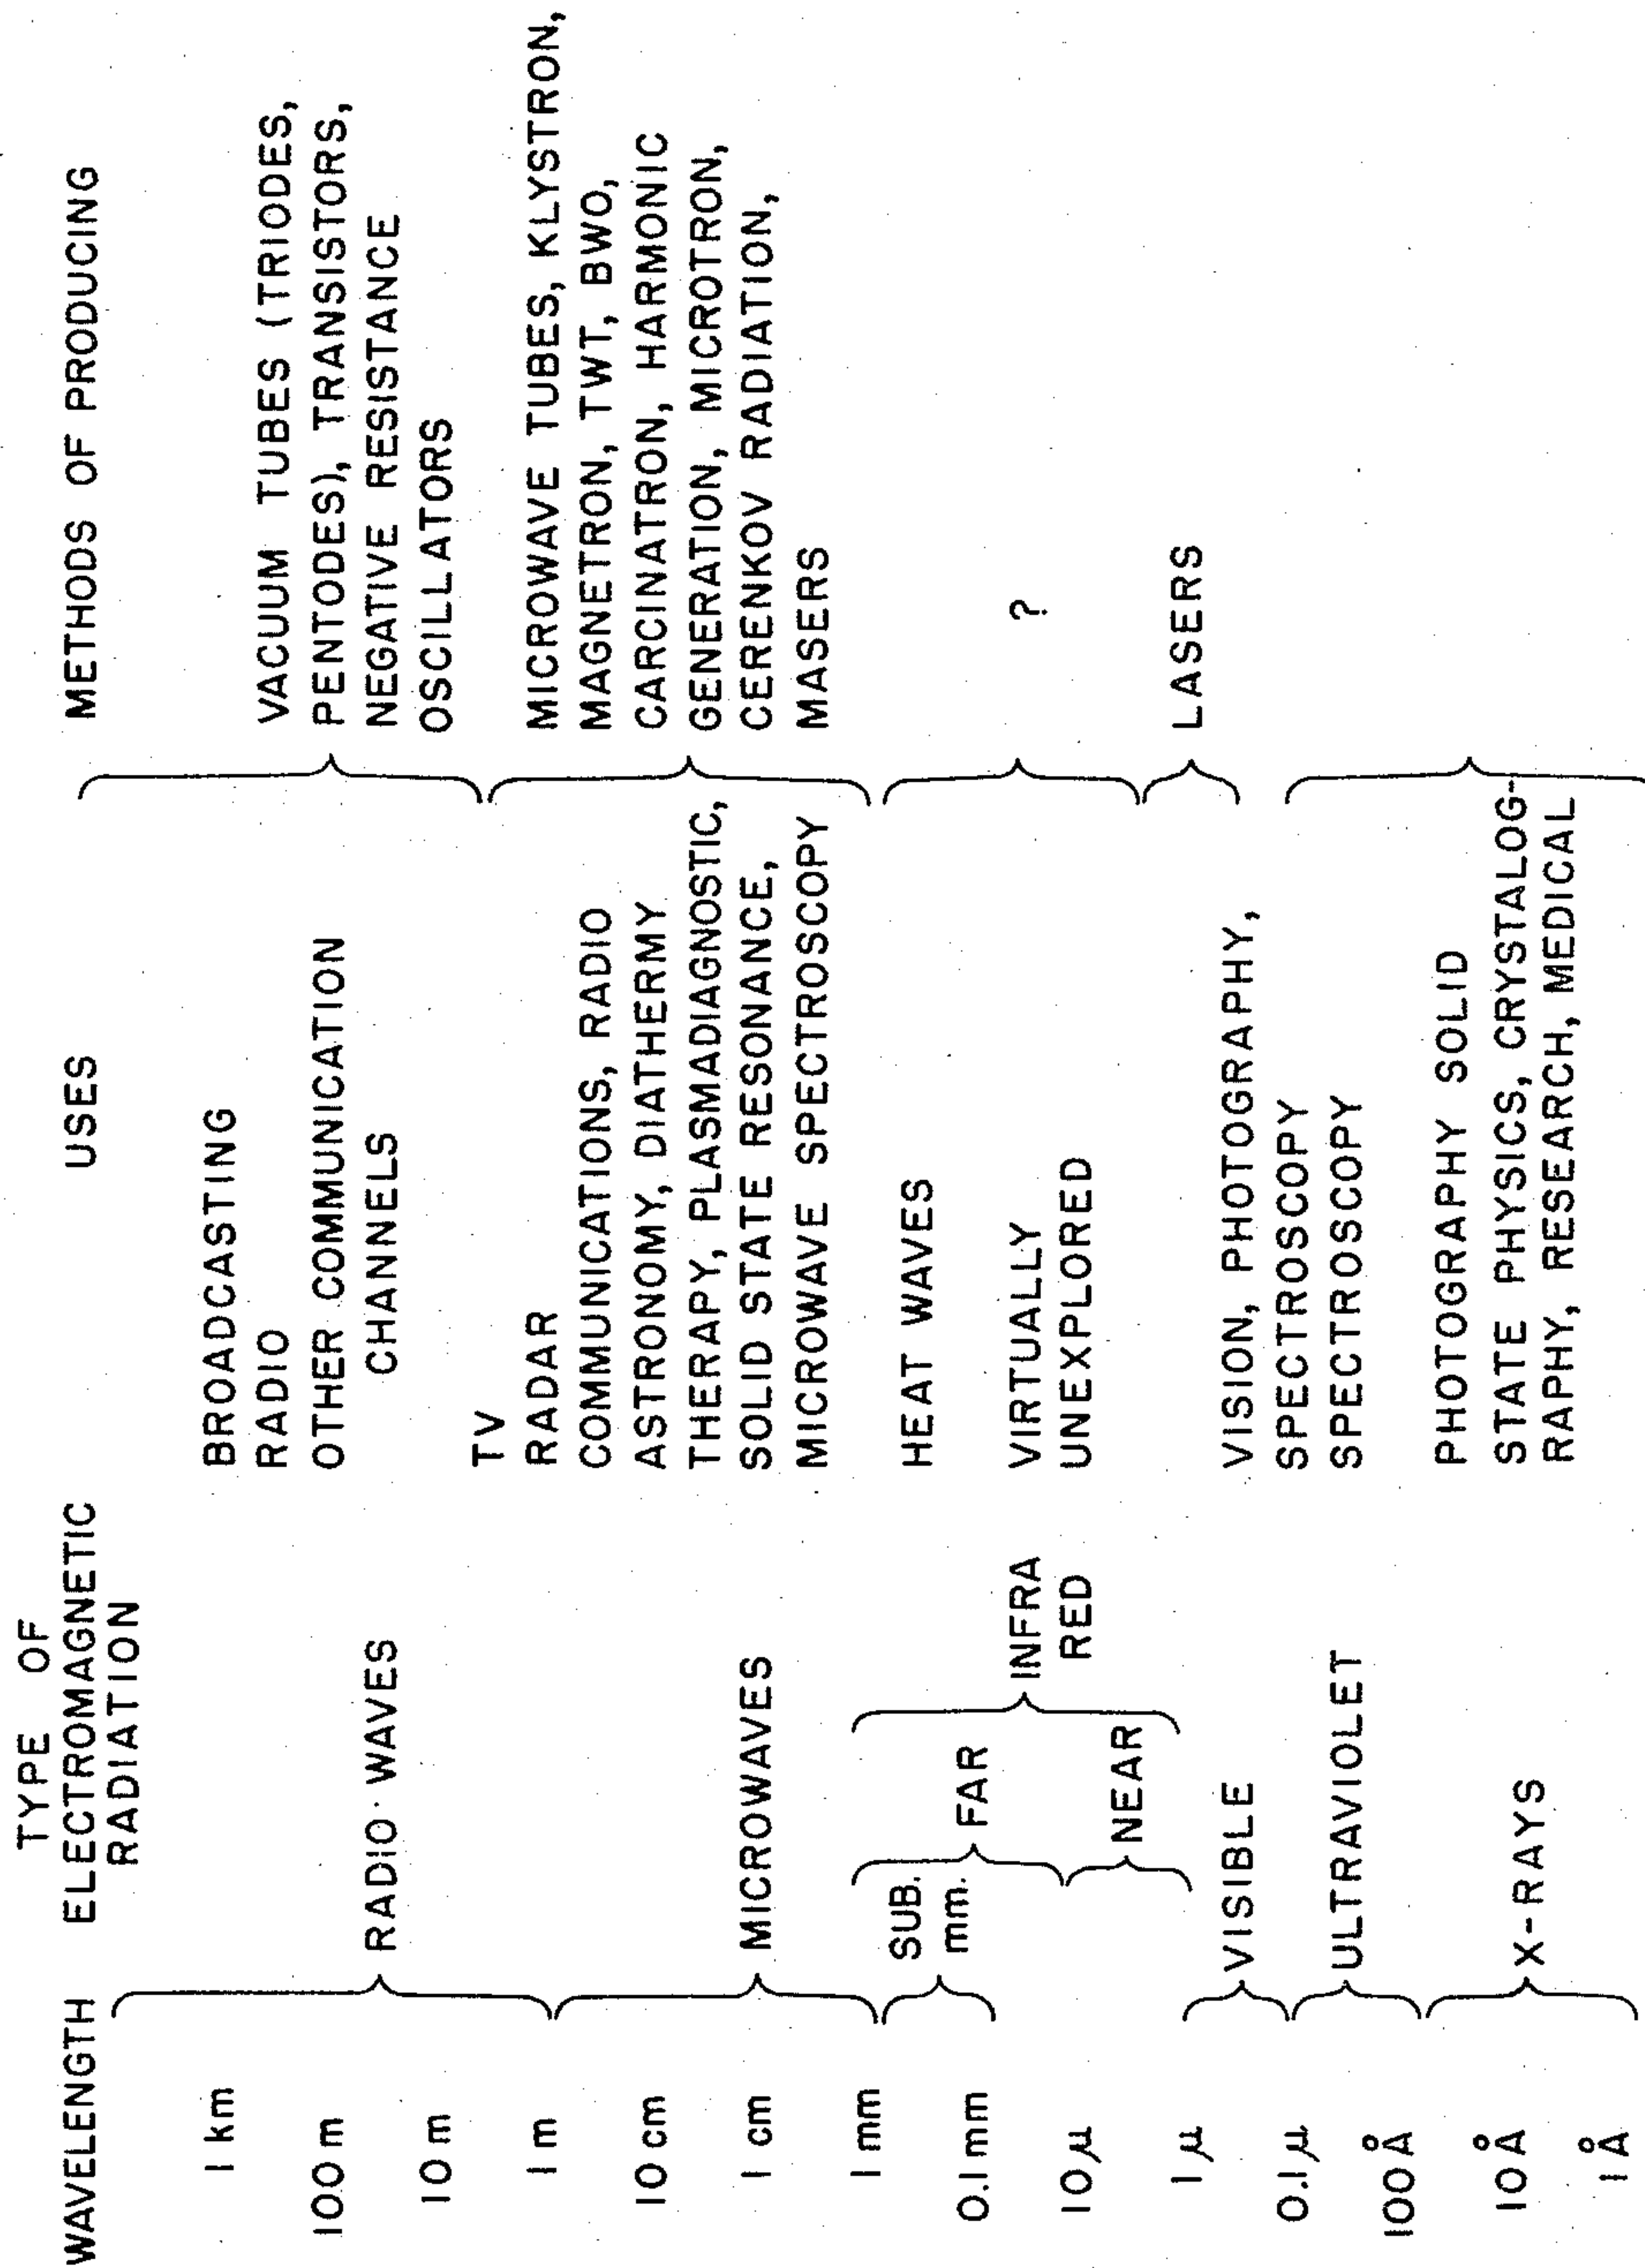 WAVELENGTH
1 km
100 m
10 m
1 m
10 cm
1 cm
1 mm
0.1 mm
10 μ
1 μ
0.1 μ
100 Å
10 Å
1 Å
TYPE OF
ELECTROMAGNETIC
RADIATION
RADIO WAVES
MICROWAVES
SUB.
mm.
FAR
NEAR
INFRA
RED
VISIBLE
ULTRAVIOLET
X-RAYS
USES
BROADCASTING
RADIO
OTHER COMMUNICATION
CHANNELS
TV
RADAR
COMMUNICATIONS, RADIO
ASTRONOMY, DIATHERMY
THERAPY, PLASMADIAGNOSTIC,
SOLID STATE RESONANCE,
MICROWAVE SPECTROSCOPY
HEAT WAVES
VIRTUALLY
UNEXPLORED
VISION, PHOTOGRAPHY,
SPECTROSCOPY
SPECTROSCOPY
PHOTOGRAPHY SOLID
STATE PHYSICS, CRYSTALOG-
RAPHY, RESEARCH, MEDICAL
METHODS OF PRODUCING
VACUUM TUBES (TRIODES,
PENTODES), TRANSISTORS,
NEGATIVE RESISTANCE
OSCILLATORS
MICROWAVE TUBES, KLYSTRON,
MAGNETRON, TWT, BWO,
CARCINATRON, HARMONIC
GENERATION, MICROTRON,
CERENKOV RADIATION,
MASERS
?
LASERS